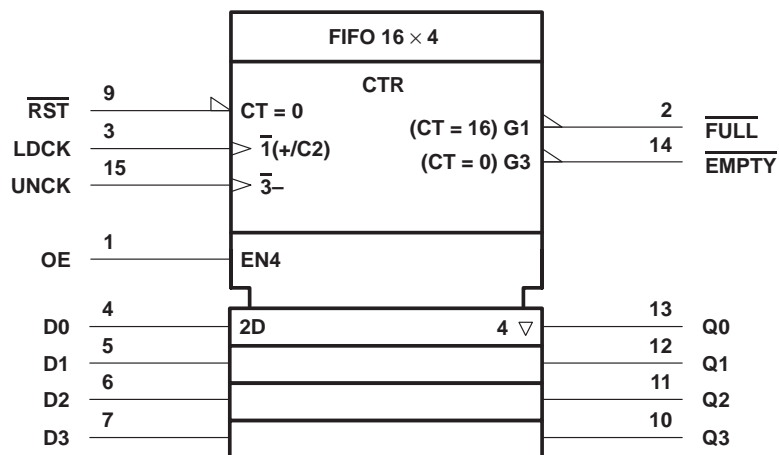 FIFO 16 × 4
CTR
RST 9 CT = 0
LDCK 3 1(+/C2)
UNCK 15 3–
(CT = 16) G1 2 FULL
(CT = 0) G3 14 EMPTY
OE 1 EN4
D0 4 2D 4 ▽ 13 Q0
D1 5 12 Q1
D2 6 11 Q2
D3 7 10 Q3